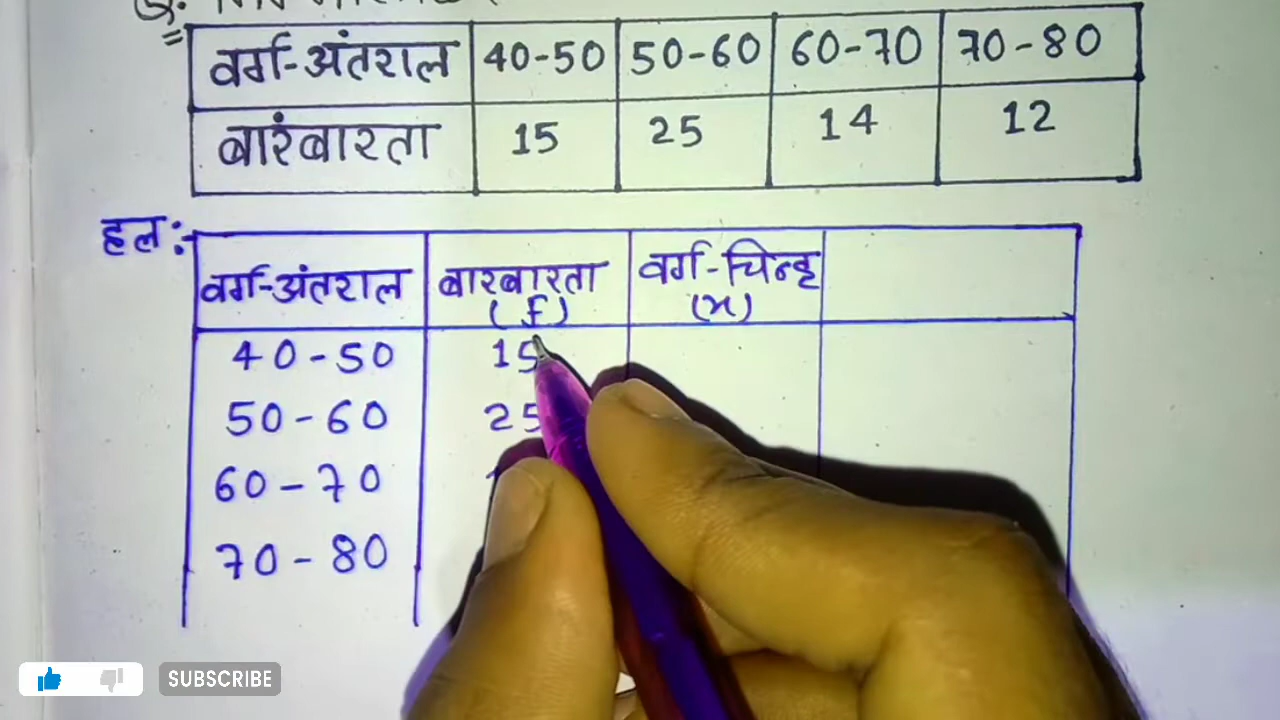 वर्ग-अंतराल 40-50 50-60 60-70 70-80
बारंबारता 15 25 14 12
हल:-
वर्ग-अंतराल बारबारता (f) वर्ग-चिन्ह (x)
40-50 15
50-60 25
60-70
70-80
SUBSCRIBE